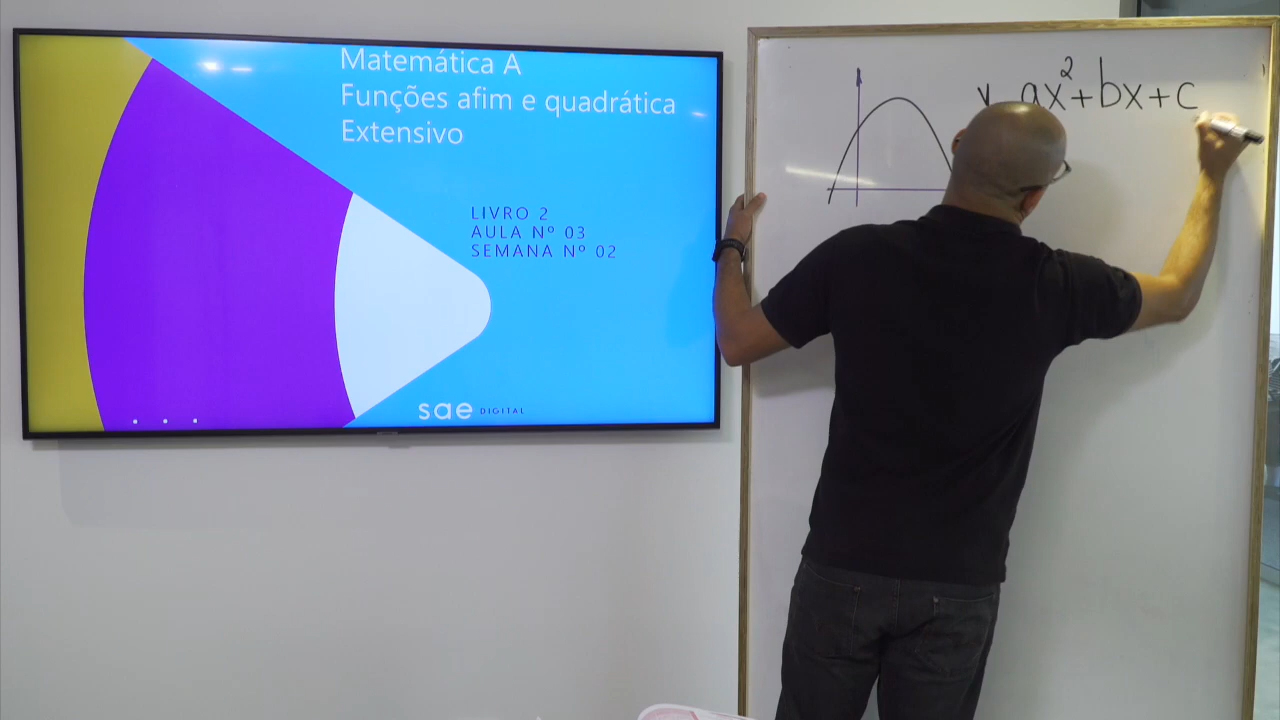 Matemática A
Funções afim e quadrática
Extensivo
LIVRO 2
AULA Nº 03
SEMANA Nº 02
sae DIGITAL
y ax²+bx+c